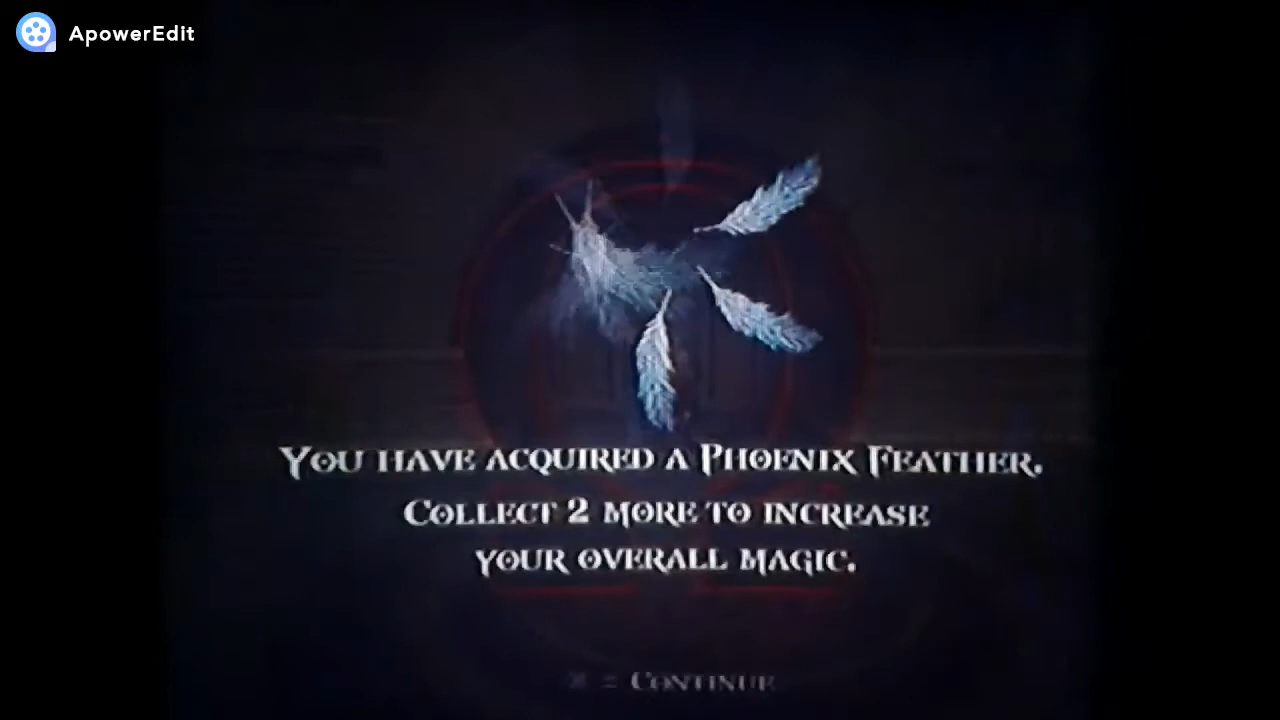 ApowerEdit
You have acquired a Phoenix Feather.
Collect 2 more to increase
your overall magic.
X = Continue